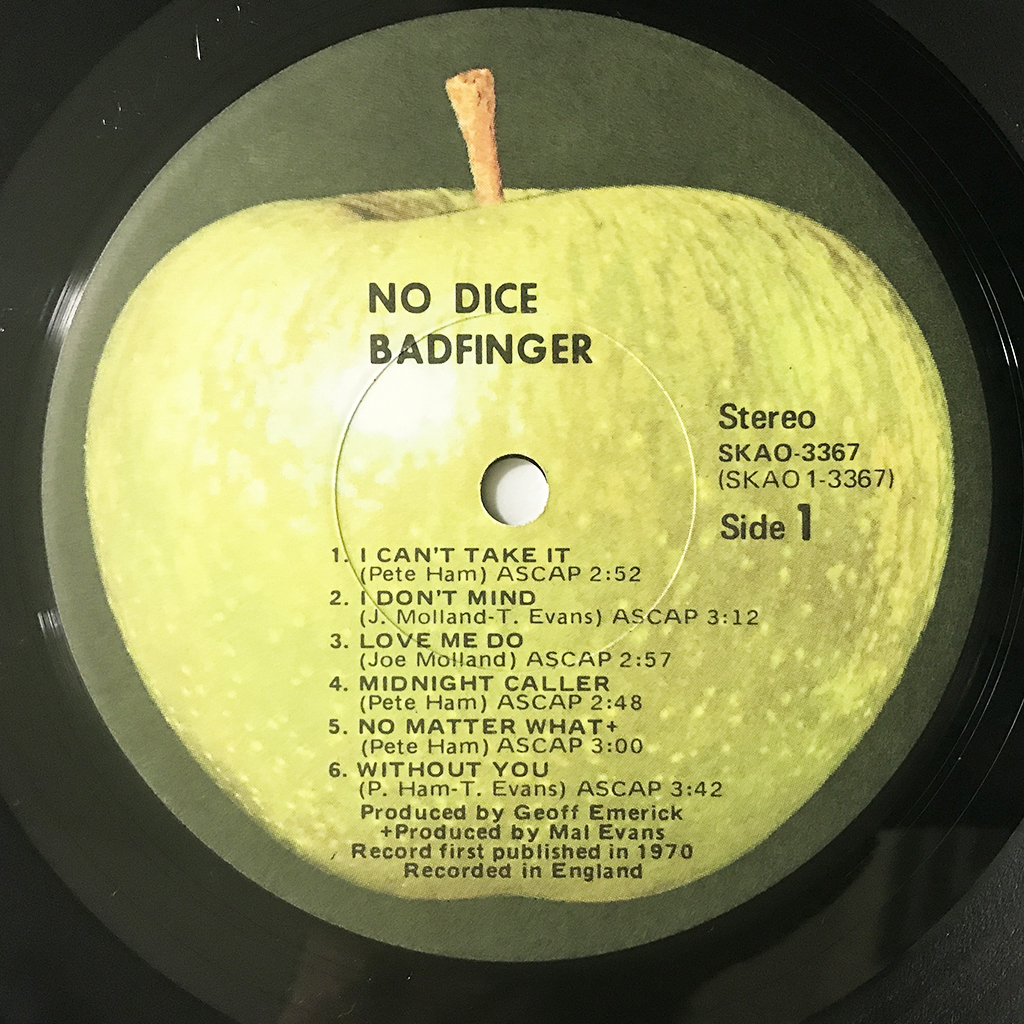 NO DICE
BADFINGER
Stereo
SKAO-3367
(SKAO 1-3367)
Side 1
1. I CAN'T TAKE IT
(Pete Ham) ASCAP 2:52
2. I DON'T MIND
(J. Molland-T. Evans) ASCAP 3:12
3. LOVE ME DO
(Joe Molland) ASCAP 2:57
4. MIDNIGHT CALLER
(Pete Ham) ASCAP 2:48
5. NO MATTER WHAT+
(Pete Ham) ASCAP 3:00
6. WITHOUT YOU
(P. Ham-T. Evans) ASCAP 3:42
Produced by Geoff Emerick
+Produced by Mal Evans
Record first published in 1970
Recorded in England